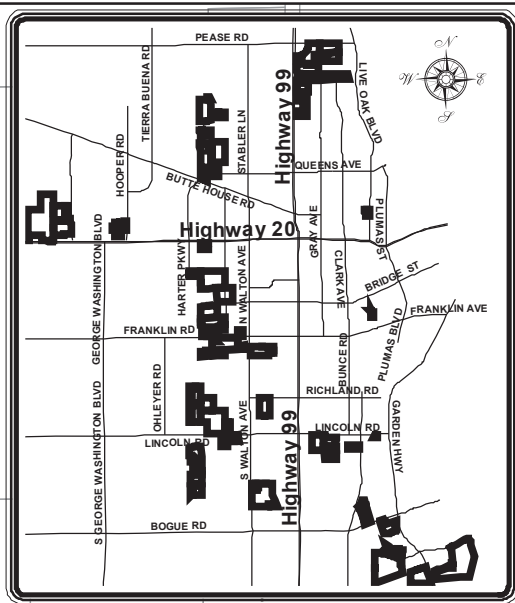 PEASE RD
N
W E
S
TIERRA BUENA RD
STABLER LN
Highway 99
LIVE OAK BLVD
HOOPER RD
QUEENS AVE
BUTTE HOUSE RD
Highway 20
GRAY AVE
PLUMAS ST
GEORGE WASHINGTON BLVD
HARTER PKWY
N WALTON AVE
CLARK AVE
BRIDGE ST
FRANKLIN RD
FRANKLIN AVE
PLUMAS BLVD
BUNCE RD
OHLEYER RD
RICHLAND RD
S GEORGE WASHINGTON BLVD
LINCOLN RD
S WALTON AVE
LINCOLN RD
GARDEN HWY
Highway 99
BOGUE RD